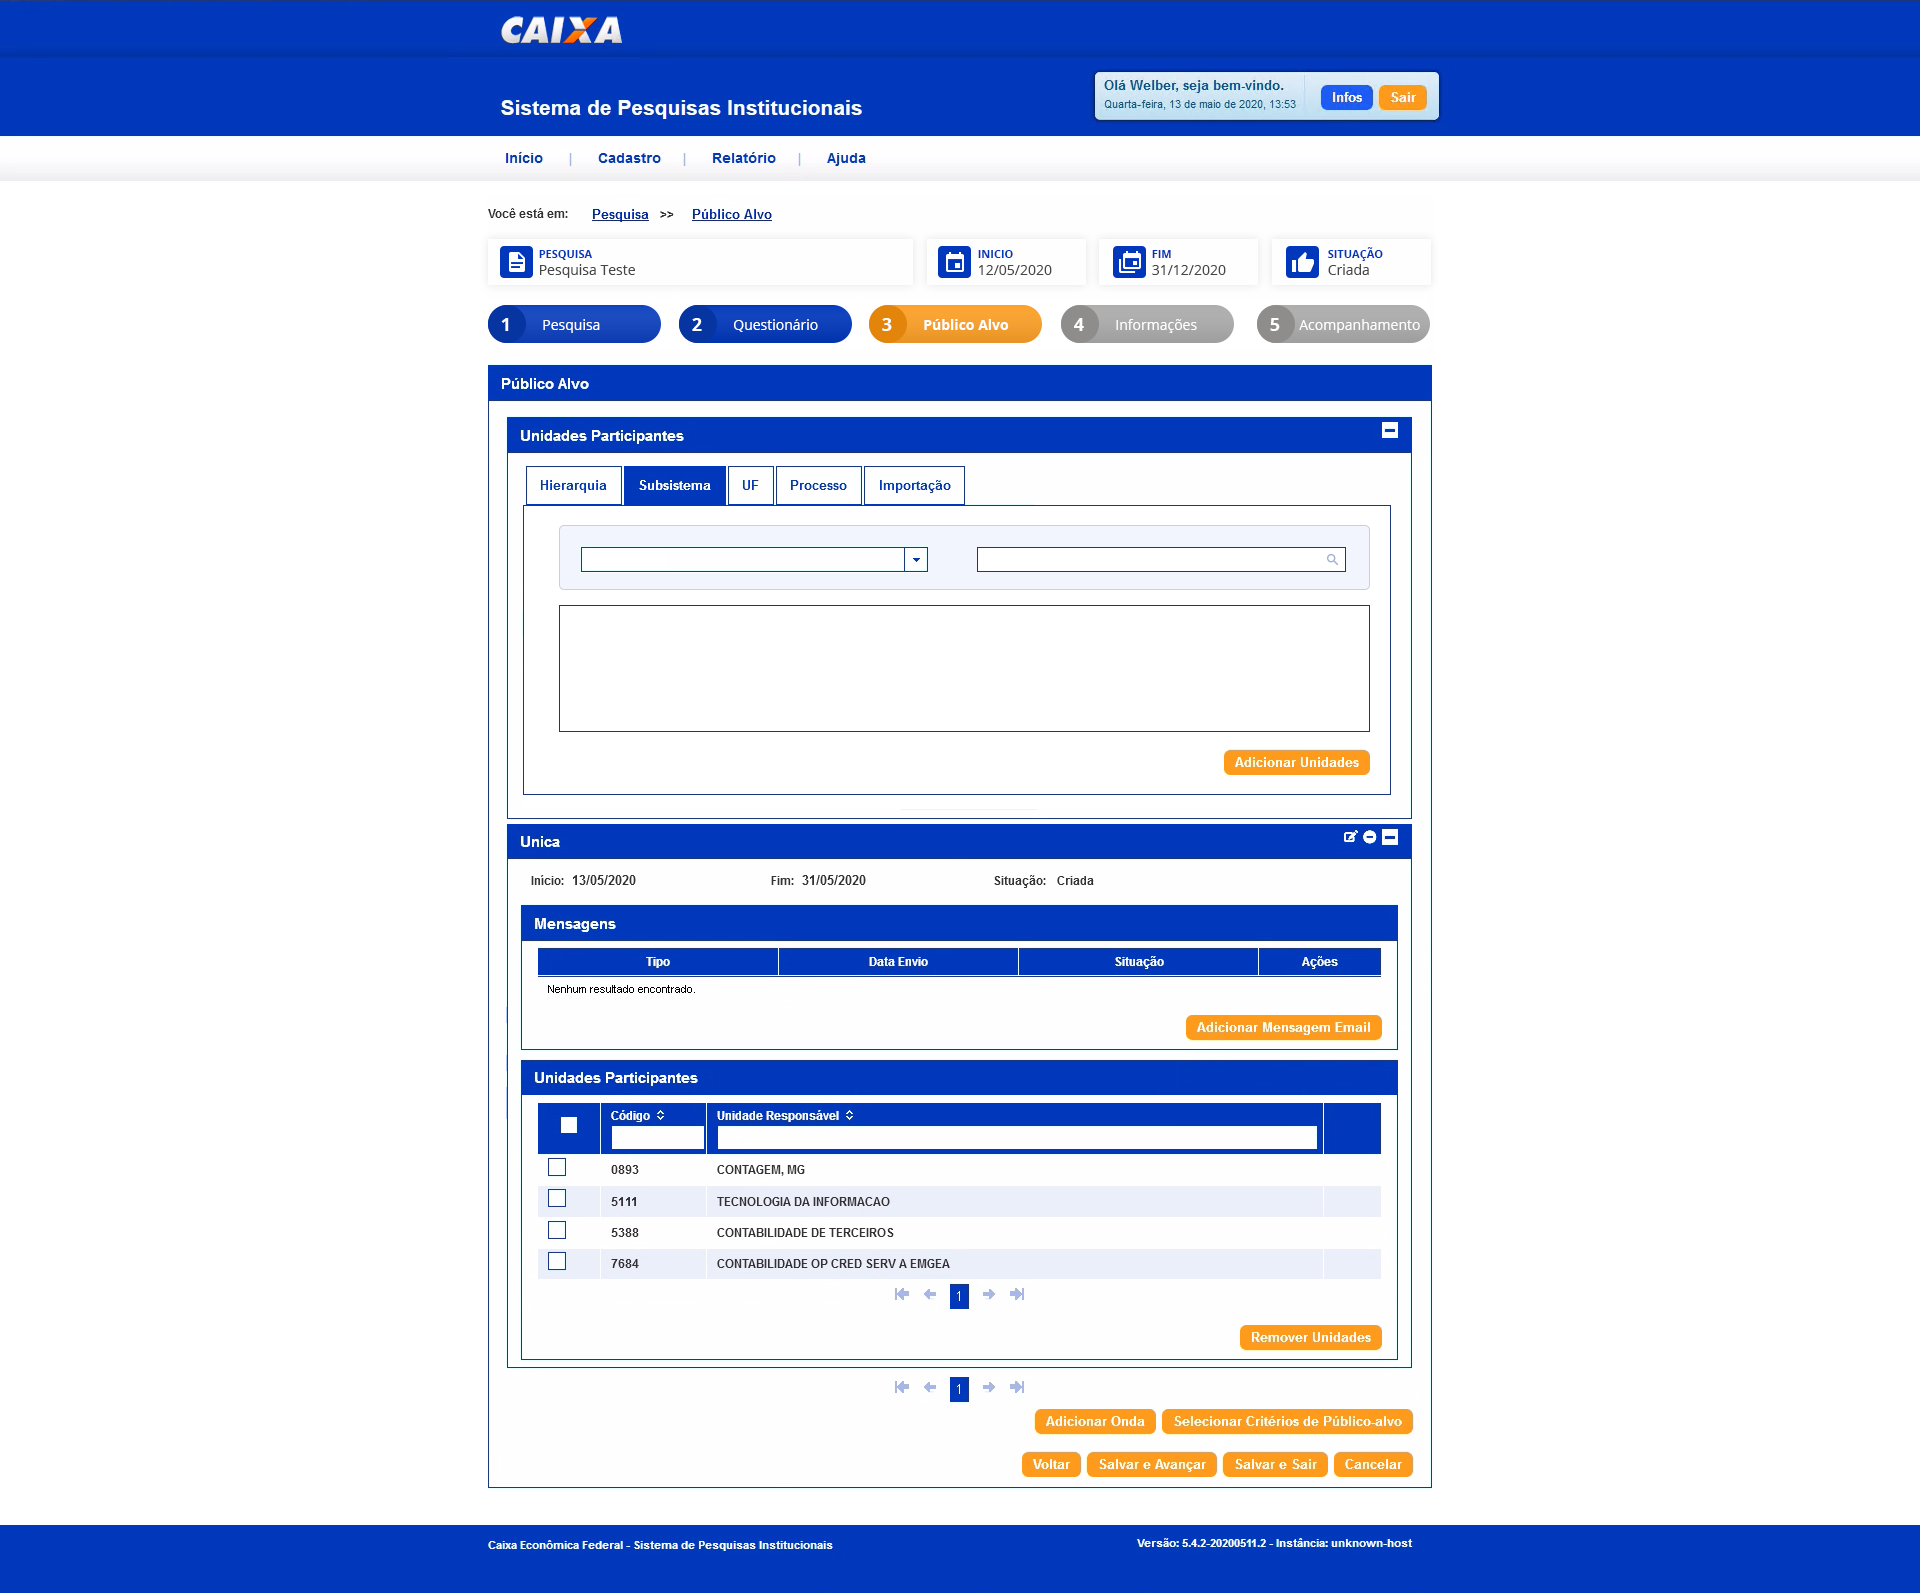 CAIXA
Sistema de Pesquisas Institucionais
Olá Welber, seja bem-vindo.
Quarta-feira, 13 de maio de 2020, 13:53
Infos
Sair
Início | Cadastro | Relatório | Ajuda
Você está em: Pesquisa >> Público Alvo
PESQUISA
Pesquisa Teste
INICIO
12/05/2020
FIM
31/12/2020
SITUAÇÃO
Criada
1 Pesquisa
2 Questionário
3 Público Alvo
4 Informações
5 Acompanhamento
Público Alvo
Unidades Participantes
Hierarquia Subsistema UF Processo Importação
Adicionar Unidades
Unica
Início: 13/05/2020 Fim: 31/05/2020 Situação: Criada
Mensagens
Tipo Data Envio Situação Ações
Nenhum resultado encontrado.
Adicionar Mensagem Email
Unidades Participantes
Código Unidade Responsável
0893 CONTAGEM, MG
5111 TECNOLOGIA DA INFORMACAO
5388 CONTABILIDADE DE TERCEIROS
7684 CONTABILIDADE OP CRED SERV A EMGEA
1
Remover Unidades
1
Adicionar Onda Selecionar Critérios de Público-alvo
Voltar Salvar e Avançar Salvar e Sair Cancelar
Caixa Econômica Federal - Sistema de Pesquisas Institucionais
Versão: 5.4.2-20200511.2 - Instância: unknown-host